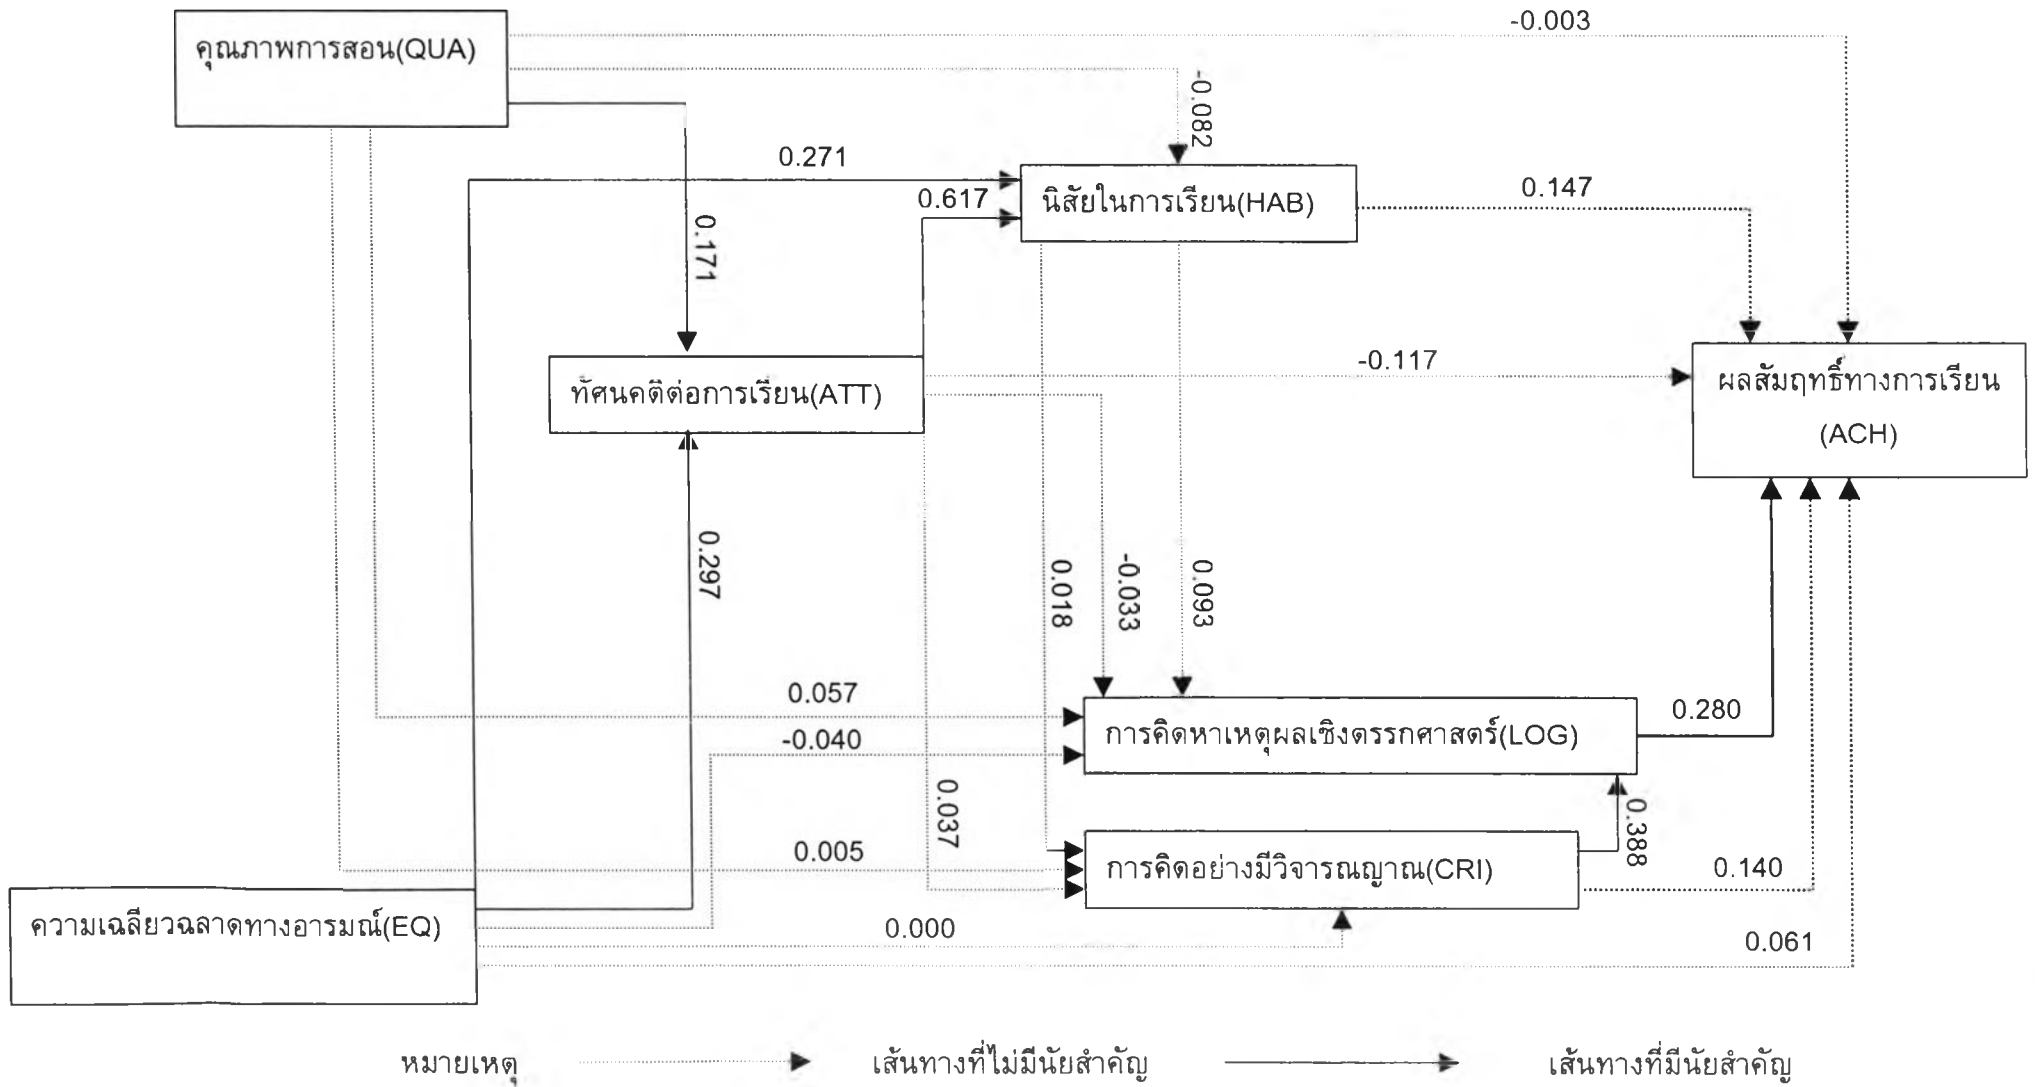 -0.003
คุณภาพการสอน(QUA)
-0.082
0.271
0.617
นิสัยในการเรียน(HAB)
0.147
0.171
-0.117
ทัศนคติต่อการเรียน(ATT)
ผลสัมฤทธิ์ทางการเรียน
(ACH)
0.297
0.018
-0.033
0.093
0.057
-0.040
การคิดหาเหตุผลเชิงตรรกศาสตร์(LOG)
0.280
0.037
0.388
0.005
การคิดอย่างมีวิจารณญาณ(CRI)
0.140
ความเฉลียวฉลาดทางอารมณ์(EQ)
0.000
0.061
หมายเหตุ เส้นทางที่ไม่มีนัยสำคัญ เส้นทางที่มีนัยสำคัญ